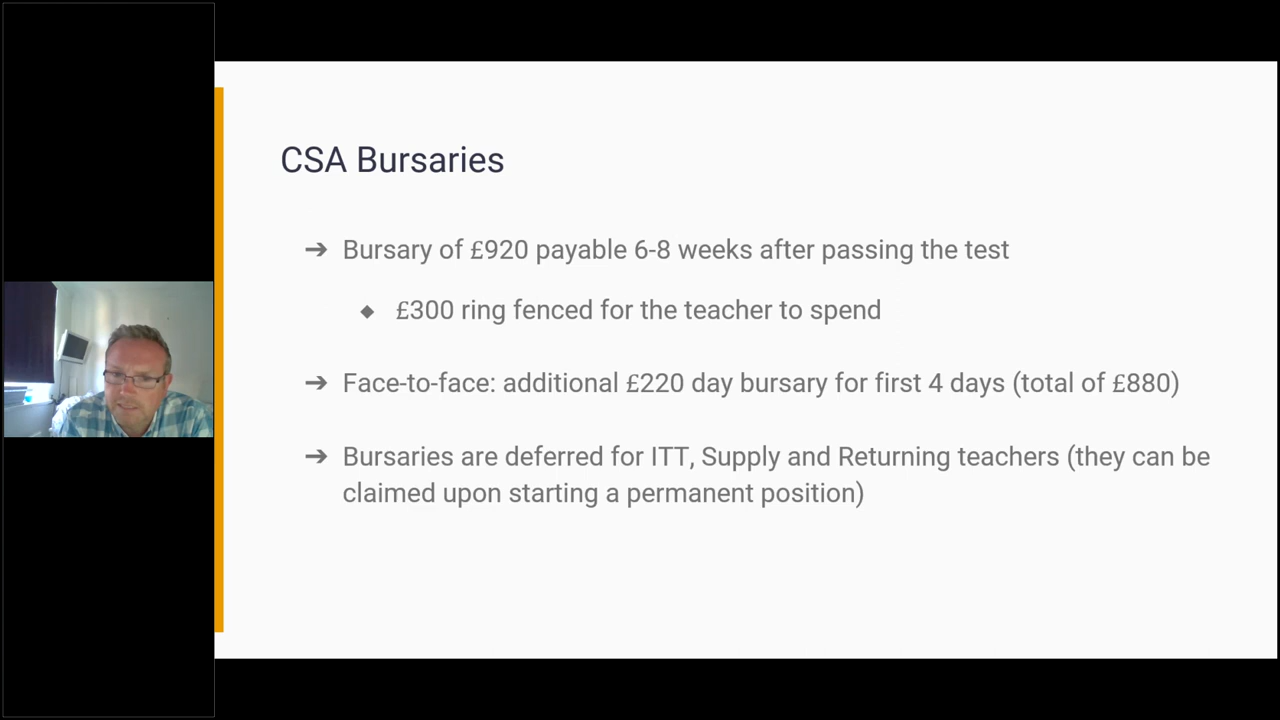 CSA Bursaries
➔ Bursary of £920 payable 6-8 weeks after passing the test
◆ £300 ring fenced for the teacher to spend
➔ Face-to-face: additional £220 day bursary for first 4 days (total of £880)
➔ Bursaries are deferred for ITT, Supply and Returning teachers (they can be
claimed upon starting a permanent position)